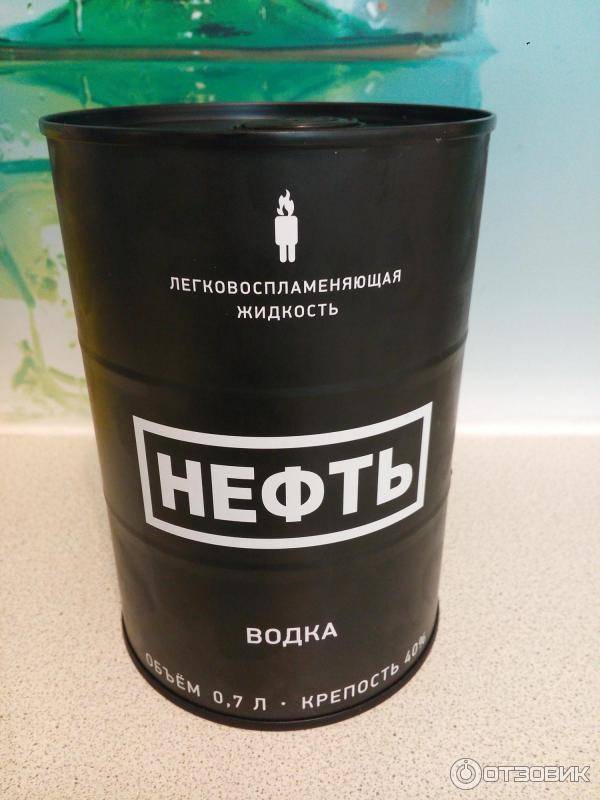 ЛЕГКОВОСПЛАМЕНЯЮЩАЯ
ЖИДКОСТЬ
НЕФТЬ
ВОДКА
ОБЪЁМ 0,7 Л · КРЕПОСТЬ 40%
ОТЗОВИК